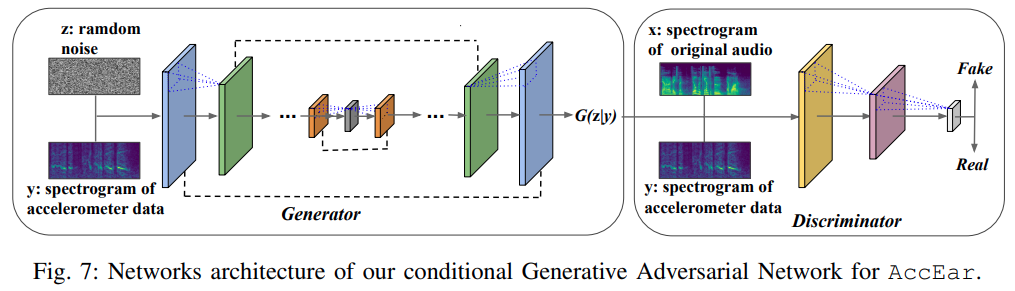 z: ramdom
noise
y: spectrogram of
accelerometer data
...
...
G(z|y)
Generator
x: spectrogram
of original audio
y: spectrogram of
accelerometer data
Fake
Real
Discriminator
Fig. 7: Networks architecture of our conditional Generative Adversarial Network for AccEar.